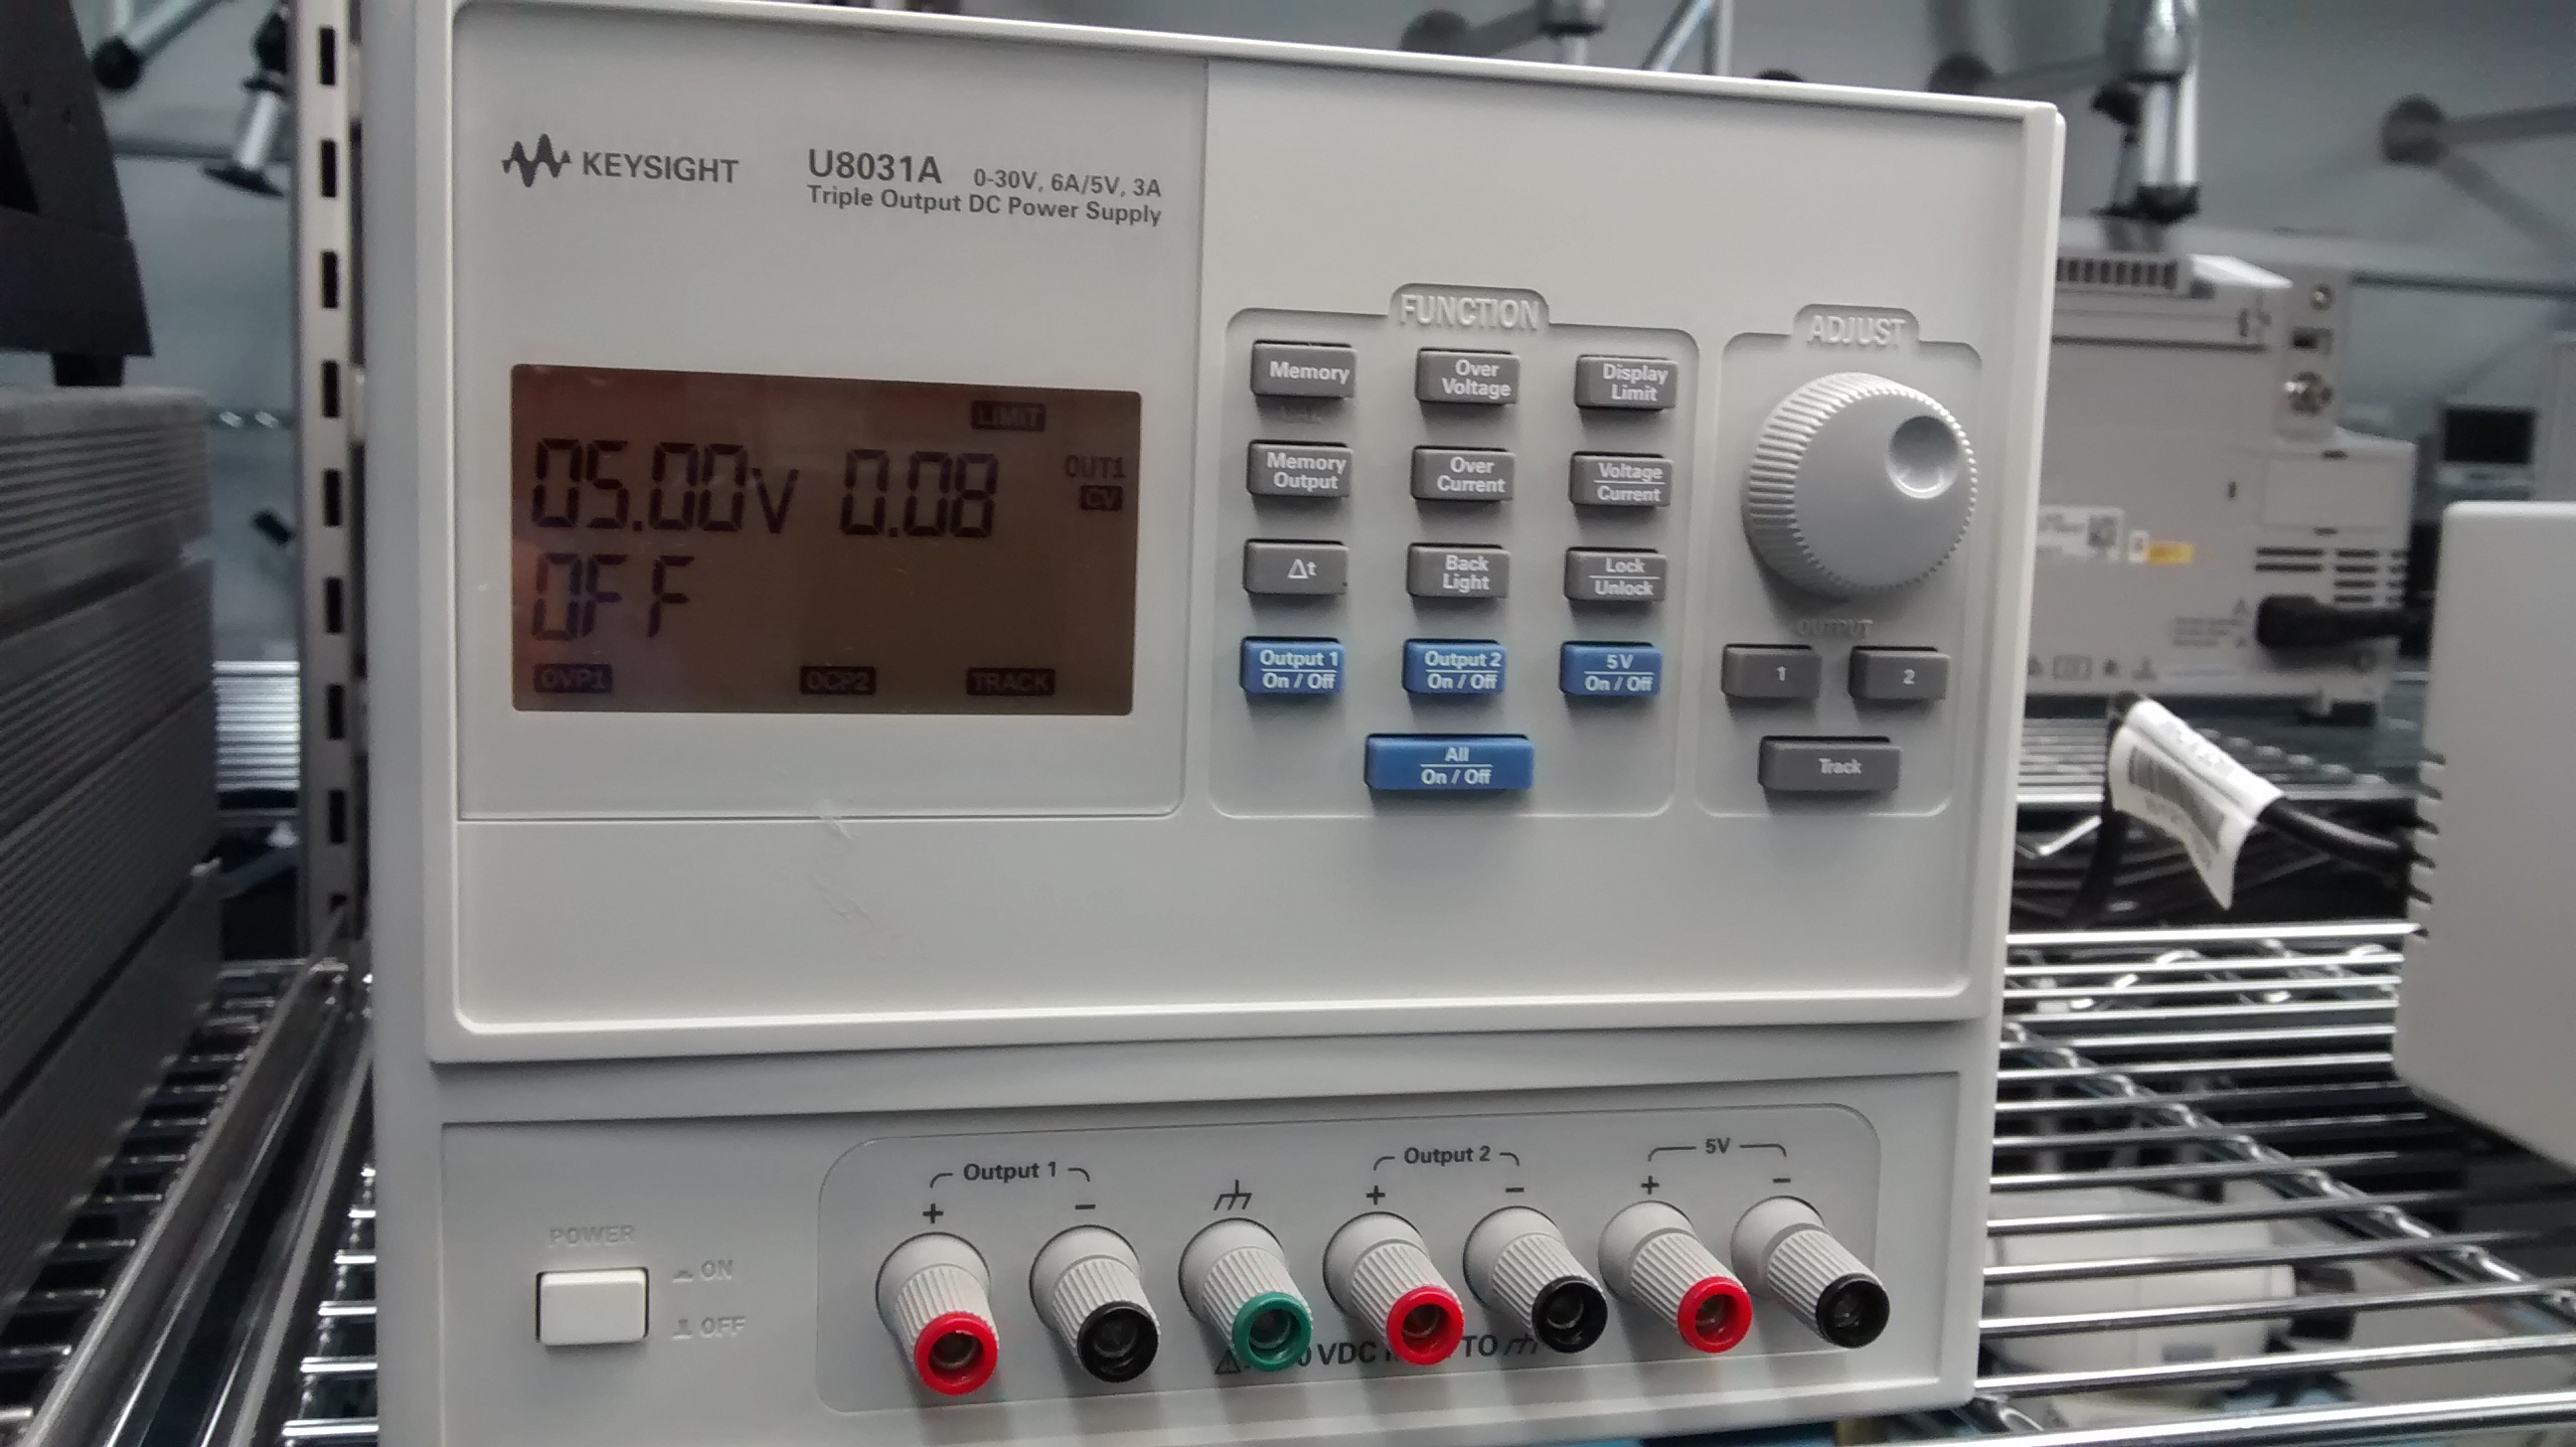 KEYSIGHT
U8031A 0-30V, 6A/5V, 3A
Triple Output DC Power Supply
LIMIT
05.00V 0.08
OUT1
CV
OFF
OVP1 OCP2 TRACK
FUNCTION
Memory
Over
Voltage
Display
Limit
Memory
Output
Over
Current
Voltage
Current
Δt
Back
Light
Lock
Unlock
Output 1
On / Off
Output 2
On / Off
5V
On / Off
All
On / Off
ADJUST
OUTPUT
1 2
Track
POWER
ON
OFF
Output 1
+ −
Output 2
+ −
5V
+ −
VDC TO